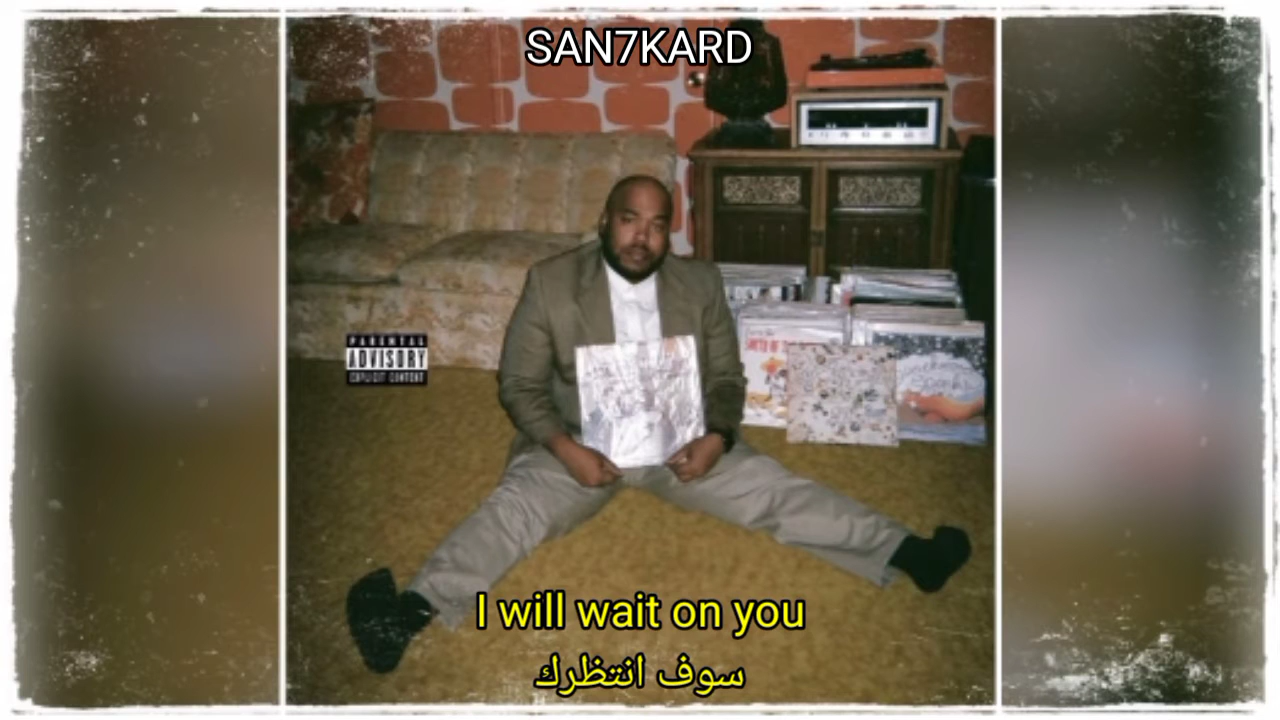 SAN7KARD
PARENTAL
ADVISORY
EXPLICIT CONTENT
I will wait on you
سوف انتظرك